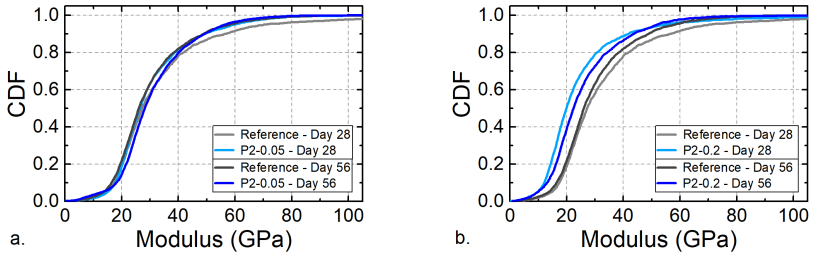 1.0
0.8
0.6
0.4
0.2
0.0
CDF
Reference - Day 28
P2-0.05 - Day 28
Reference - Day 56
P2-0.05 - Day 56
0 20 40 60 80 100
Modulus (GPa)
a.
1.0
0.8
0.6
0.4
0.2
0.0
CDF
Reference - Day 28
P2-0.2 - Day 28
Reference - Day 56
P2-0.2 - Day 56
0 20 40 60 80 100
Modulus (GPa)
b.